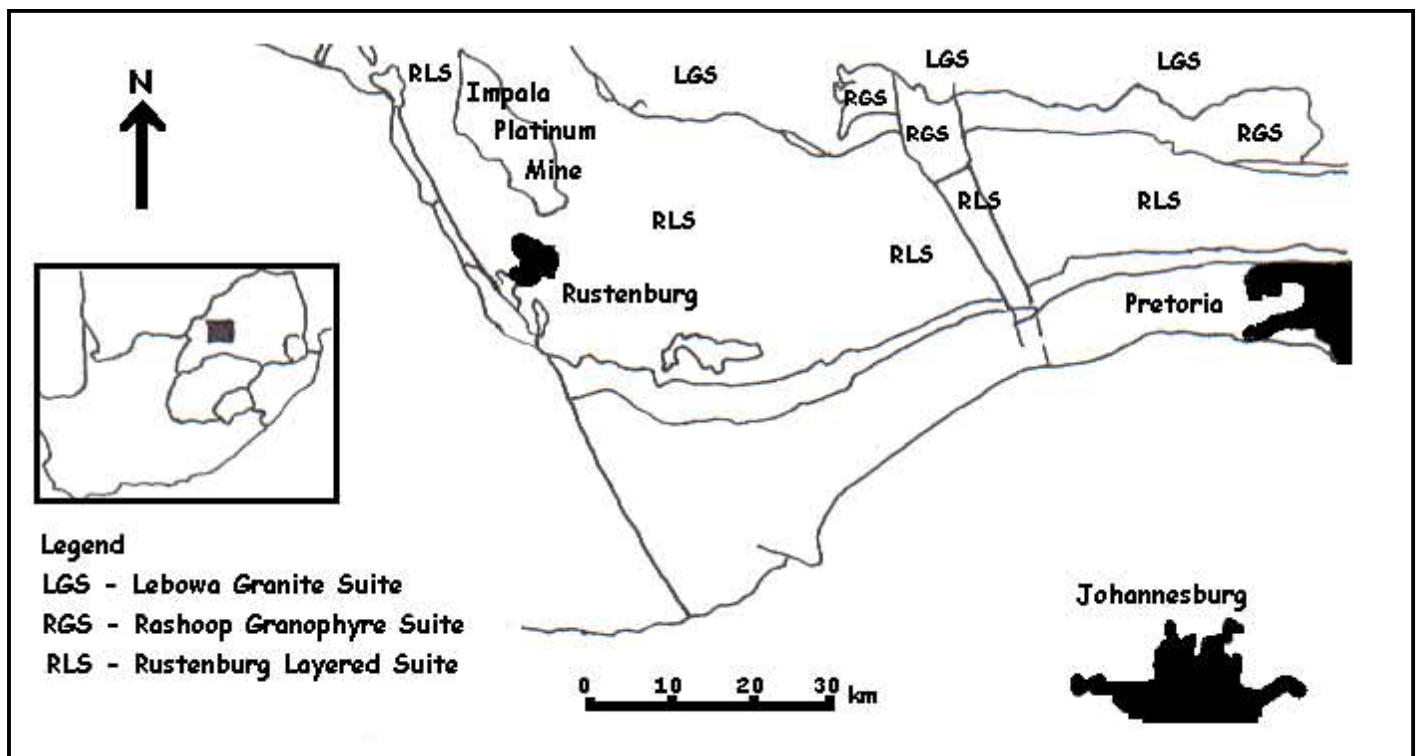 N
RLS
Impala
Platinum
Mine
LGS
LGS
LGS
RGS
RGS
RGS
RLS
RLS
RLS
RLS
Rustenburg
Pretoria
Legend
LGS - Lebowa Granite Suite
RGS - Rashoop Granophyre Suite
RLS - Rustenburg Layered Suite
Johannesburg
0 10 20 30 km